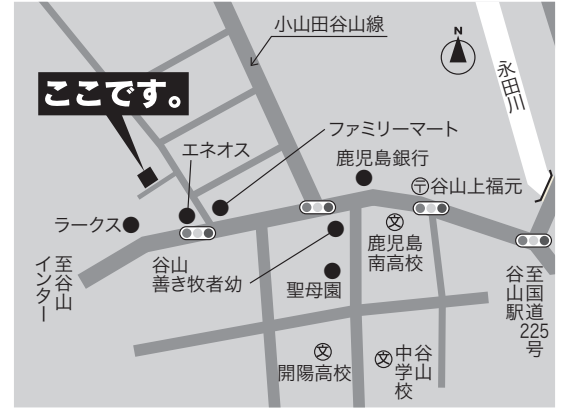 小山田谷山線
N
永田川
ここです。
ファミリーマート
エネオス
鹿児島銀行
〒谷山上福元
ラークス
文
鹿児島
南高校
谷山
善き牧者幼
至谷山
インター
聖母園
至国道225号
谷山駅
文
開陽高校
文
谷山
中学校